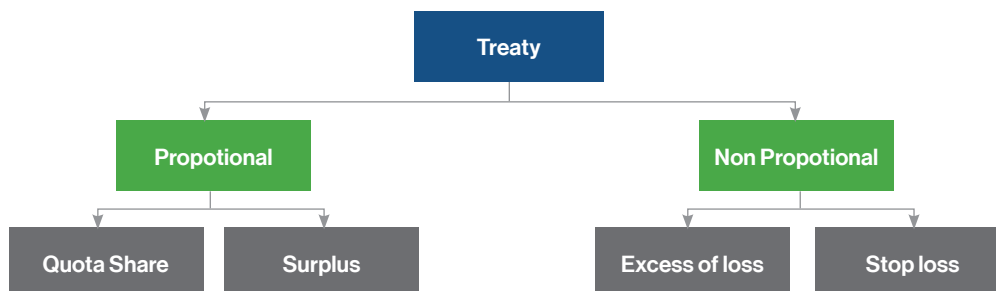 Treaty
Propotional
Non Propotional
Quota Share
Surplus
Excess of loss
Stop loss